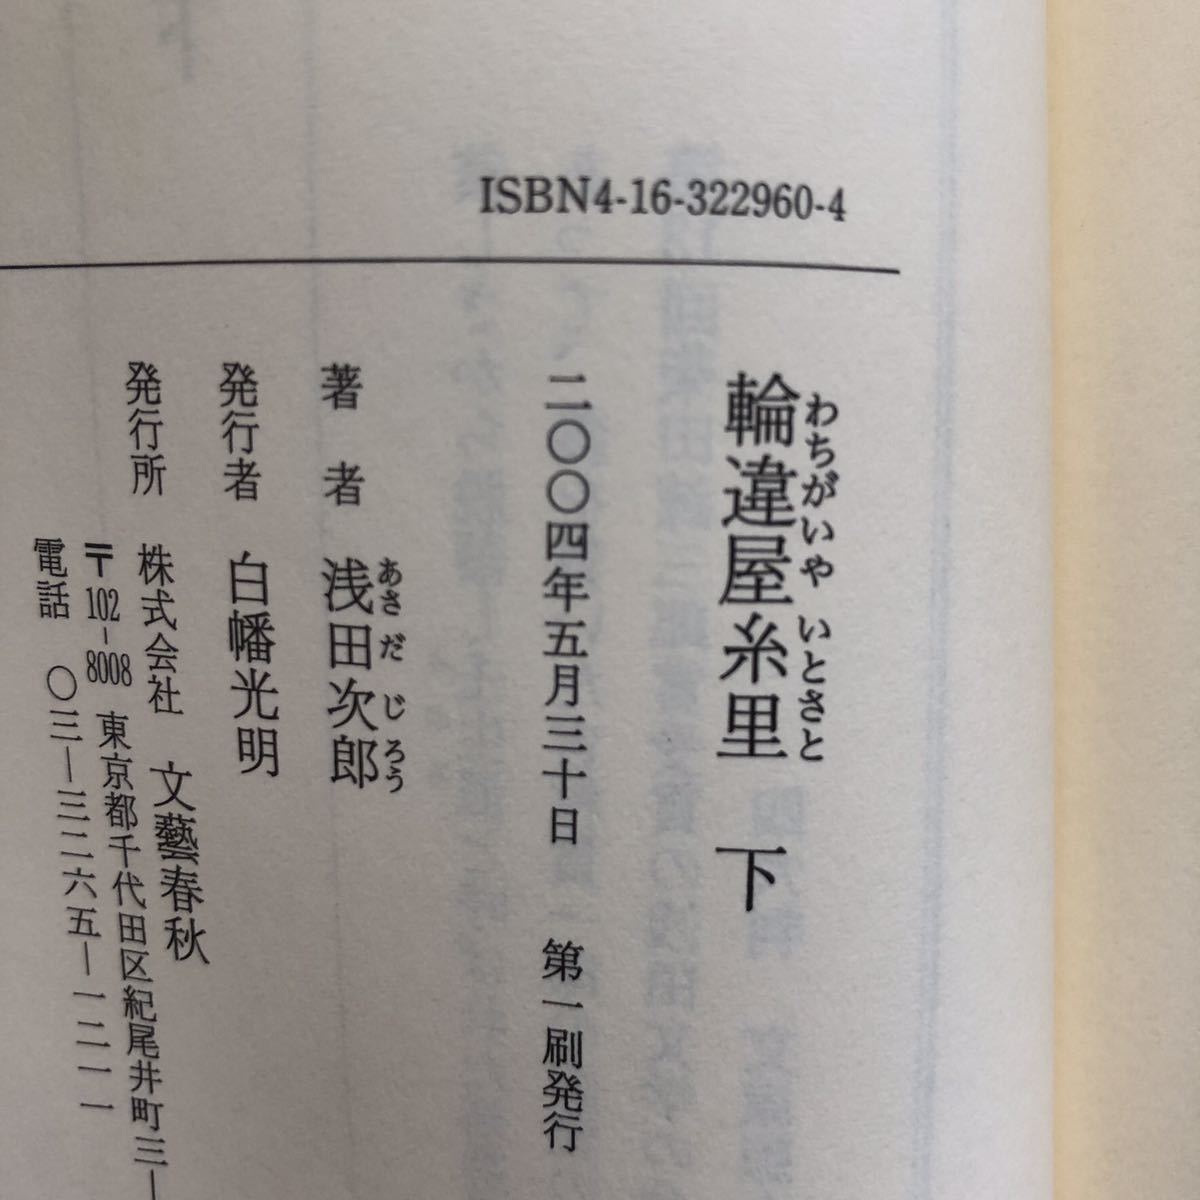 ISBN4-16-322960-4
わちがいや いとさと
輪違屋糸里 下
二〇〇四年五月三十日 第一刷発行
あさだ じろう
著者 浅田次郎
発行者 白幡光明
発行所 株式会社 文藝春秋
〒102-8008 東京都千代田区紀尾井町三―
電話 〇三―三二六五―一二一一